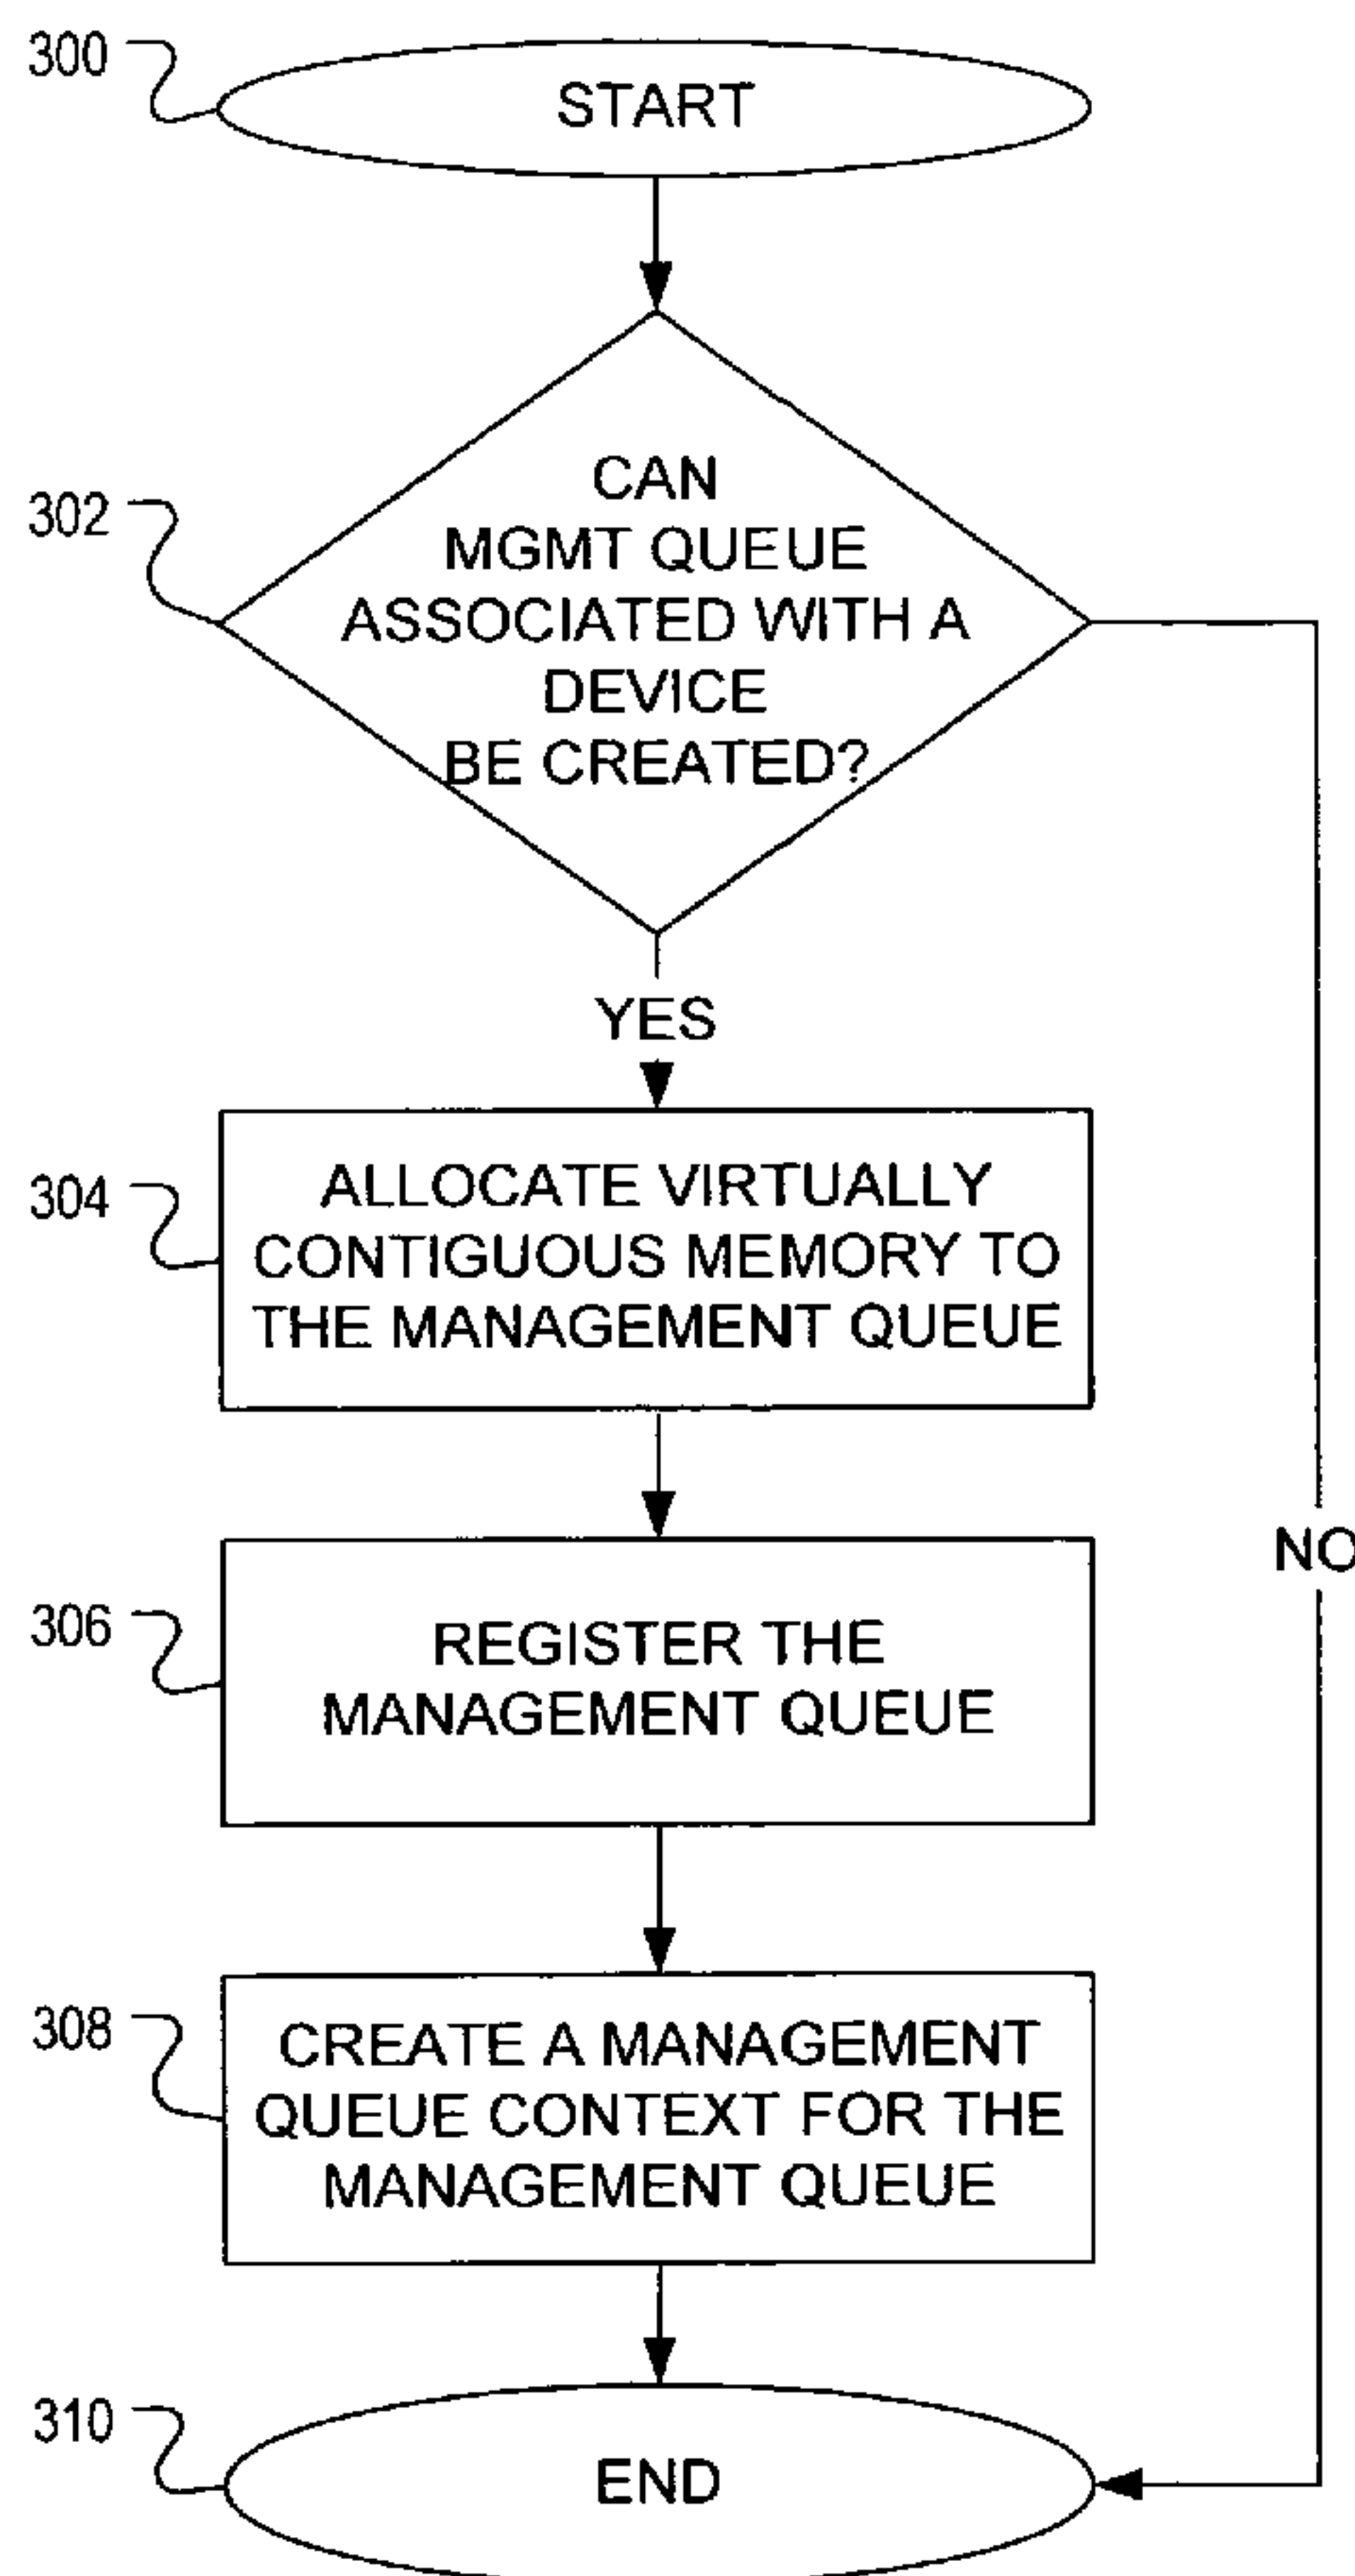 300
START
302
CAN
MGMT QUEUE
ASSOCIATED WITH A
DEVICE
BE CREATED?
YES
304
ALLOCATE VIRTUALLY
CONTIGUOUS MEMORY TO
THE MANAGEMENT QUEUE
NO
306
REGISTER THE
MANAGEMENT QUEUE
308
CREATE A MANAGEMENT
QUEUE CONTEXT FOR THE
MANAGEMENT QUEUE
310
END